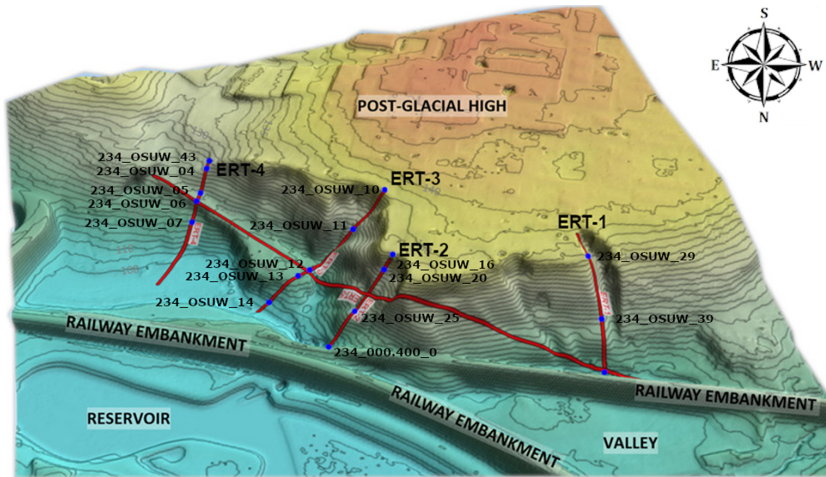 S
E W
N
POST-GLACIAL HIGH
234_OSUW_43
234_OSUW_04
ERT-4
234_OSUW_05
234_OSUW_06
234_OSUW_07
234_OSUW_10
ERT-3
234_OSUW_11
ERT-1
ERT-2
234_OSUW_16
234_OSUW_20
234_OSUW_29
234_OSUW_12
234_OSUW_13
234_OSUW_14
234_OSUW_25
234_OSUW_39
234_000.400_0
RAILWAY EMBANKMENT
RAILWAY EMBANKMENT
RAILWAY EMBANKMENT
RESERVOIR
VALLEY